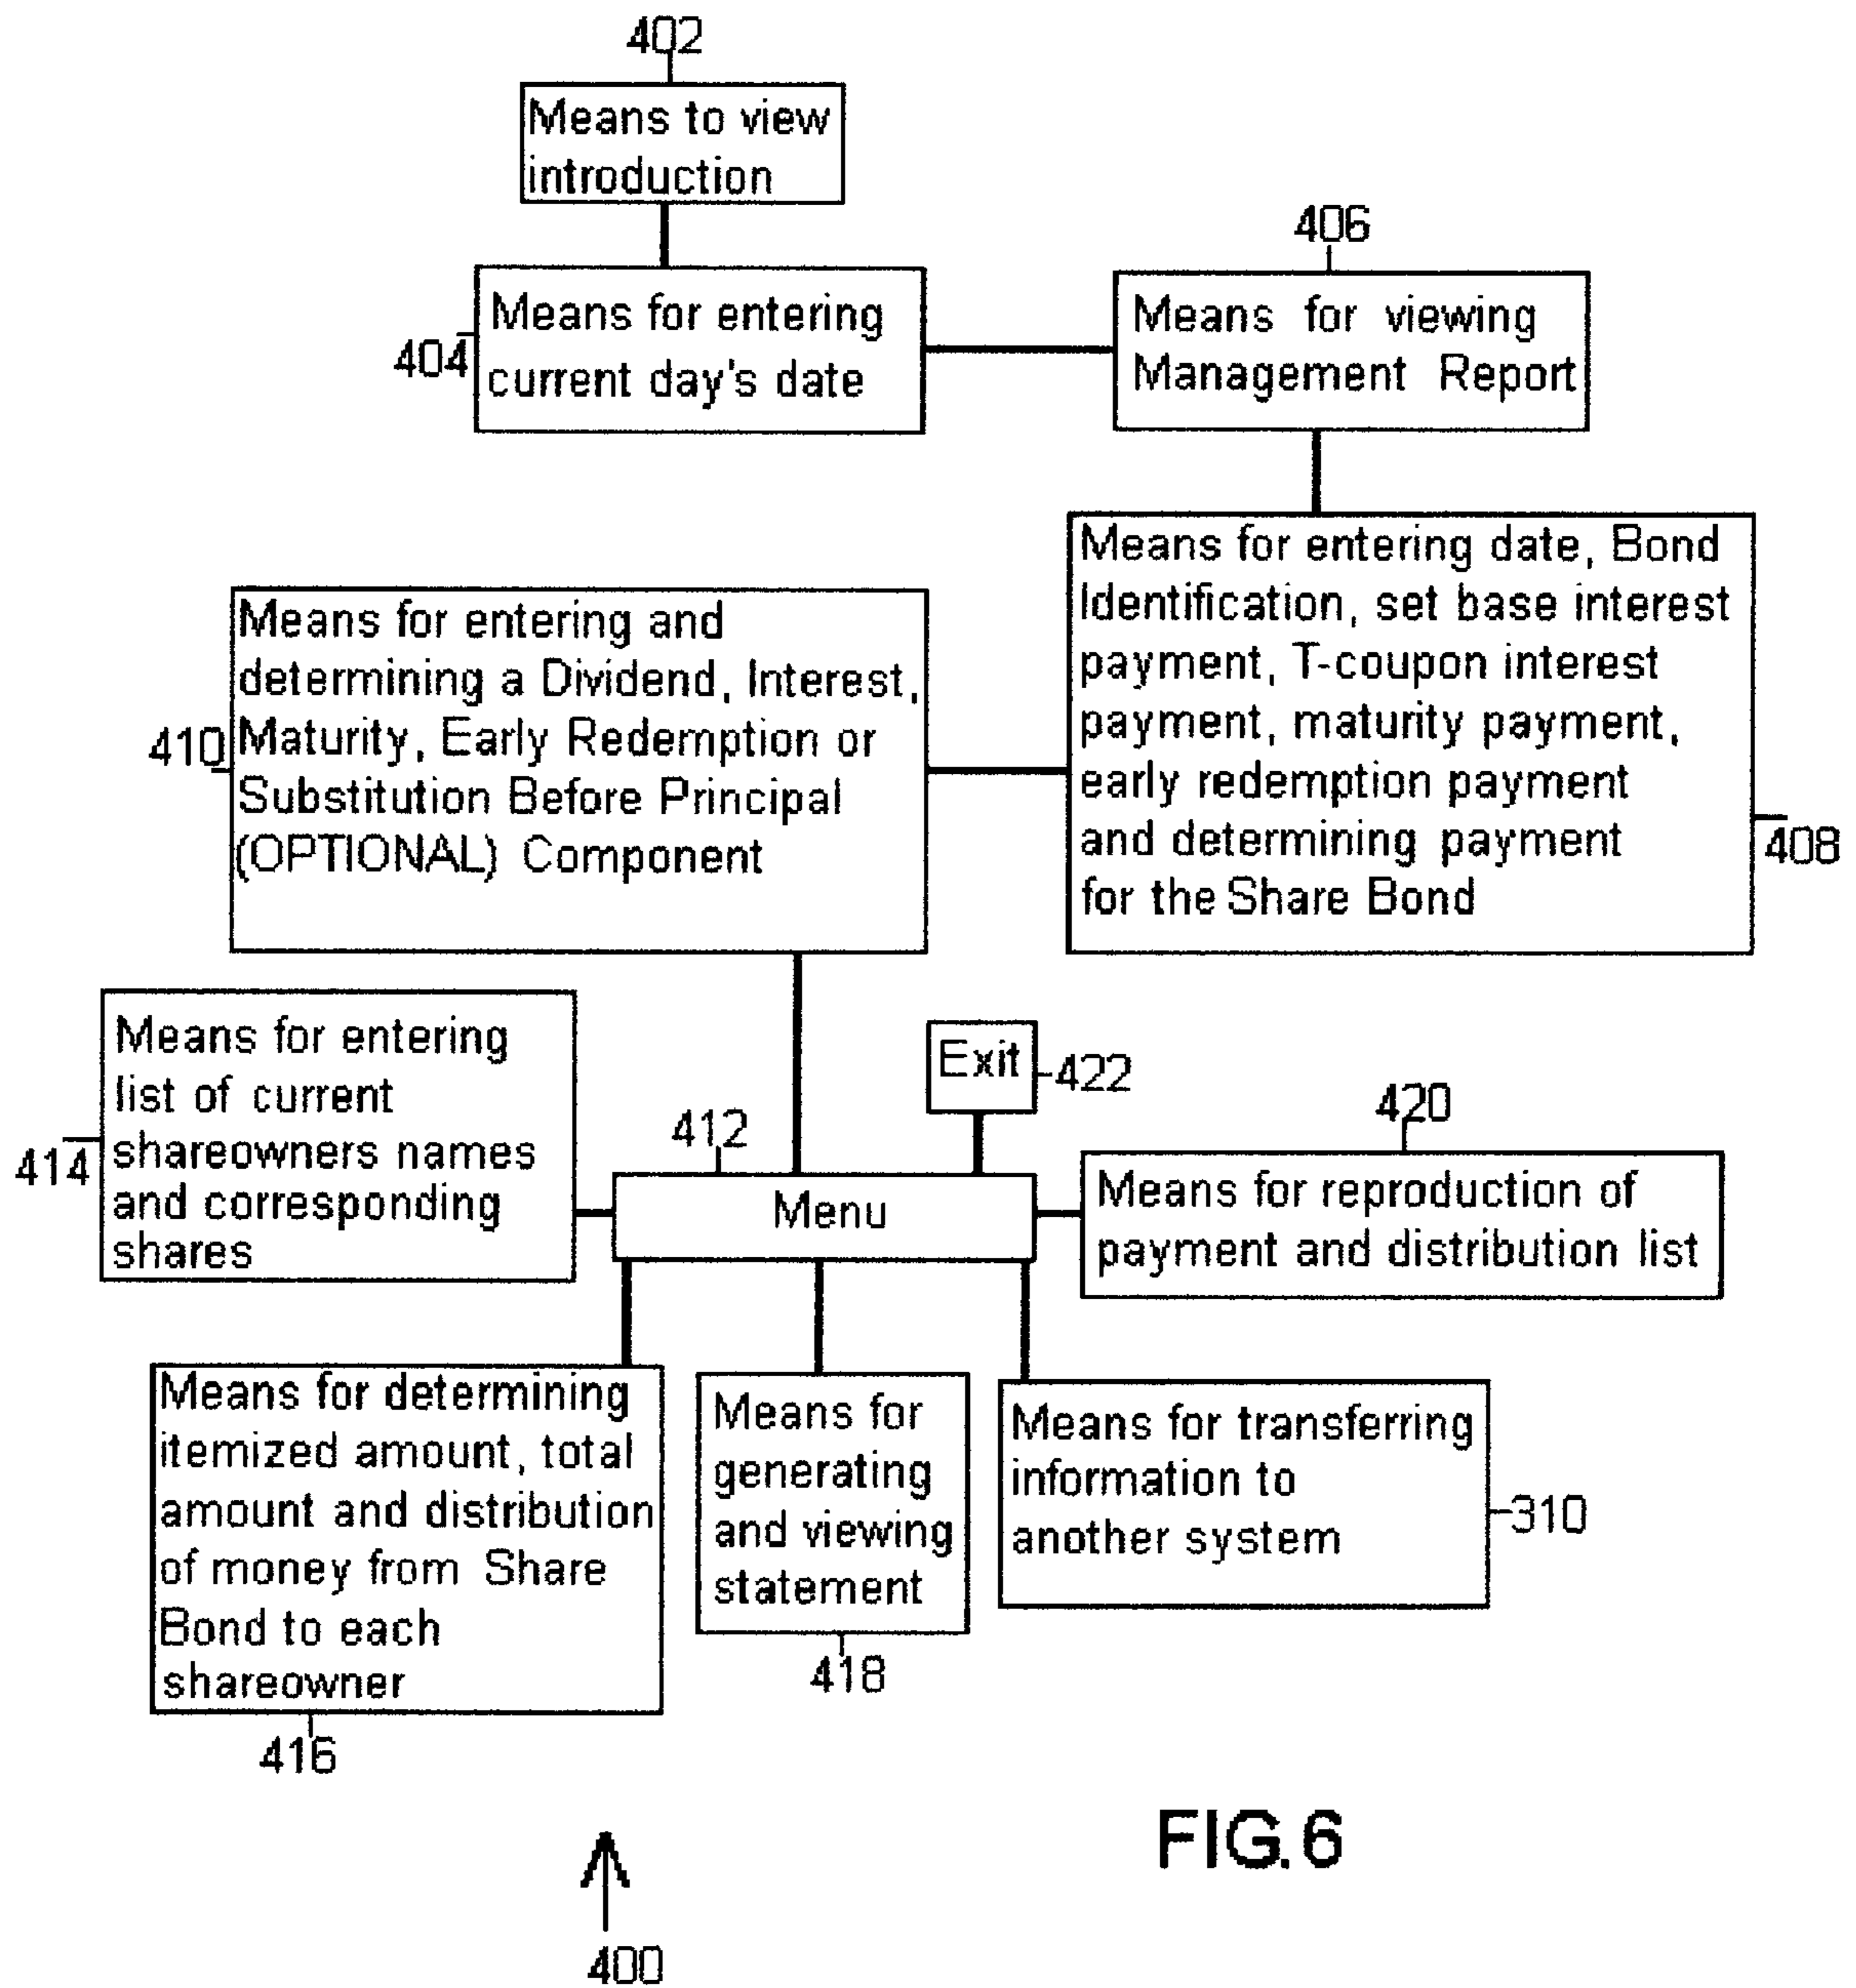 402
Means to view
introduction
406
404
Means for entering
current day's date
Means for viewing
Management Report
Means for entering date, Bond
Identification, set base interest
payment, T-coupon interest
payment, maturity payment,
early redemption payment
and determining payment
for the Share Bond
408
410
Means for entering and
determining a Dividend, Interest,
Maturity, Early Redemption or
Substitution Before Principal
(OPTIONAL) Component
414
Means for entering
list of current
shareowners names
and corresponding
shares
Exit
422
412
Menu
420
Means for reproduction of
payment and distribution list
Means for determining
itemized amount, total
amount and distribution
of money from Share
Bond to each
shareowner
416
Means for
generating
and viewing
statement
418
Means for transferring
information to
another system
310
FIG.6
400